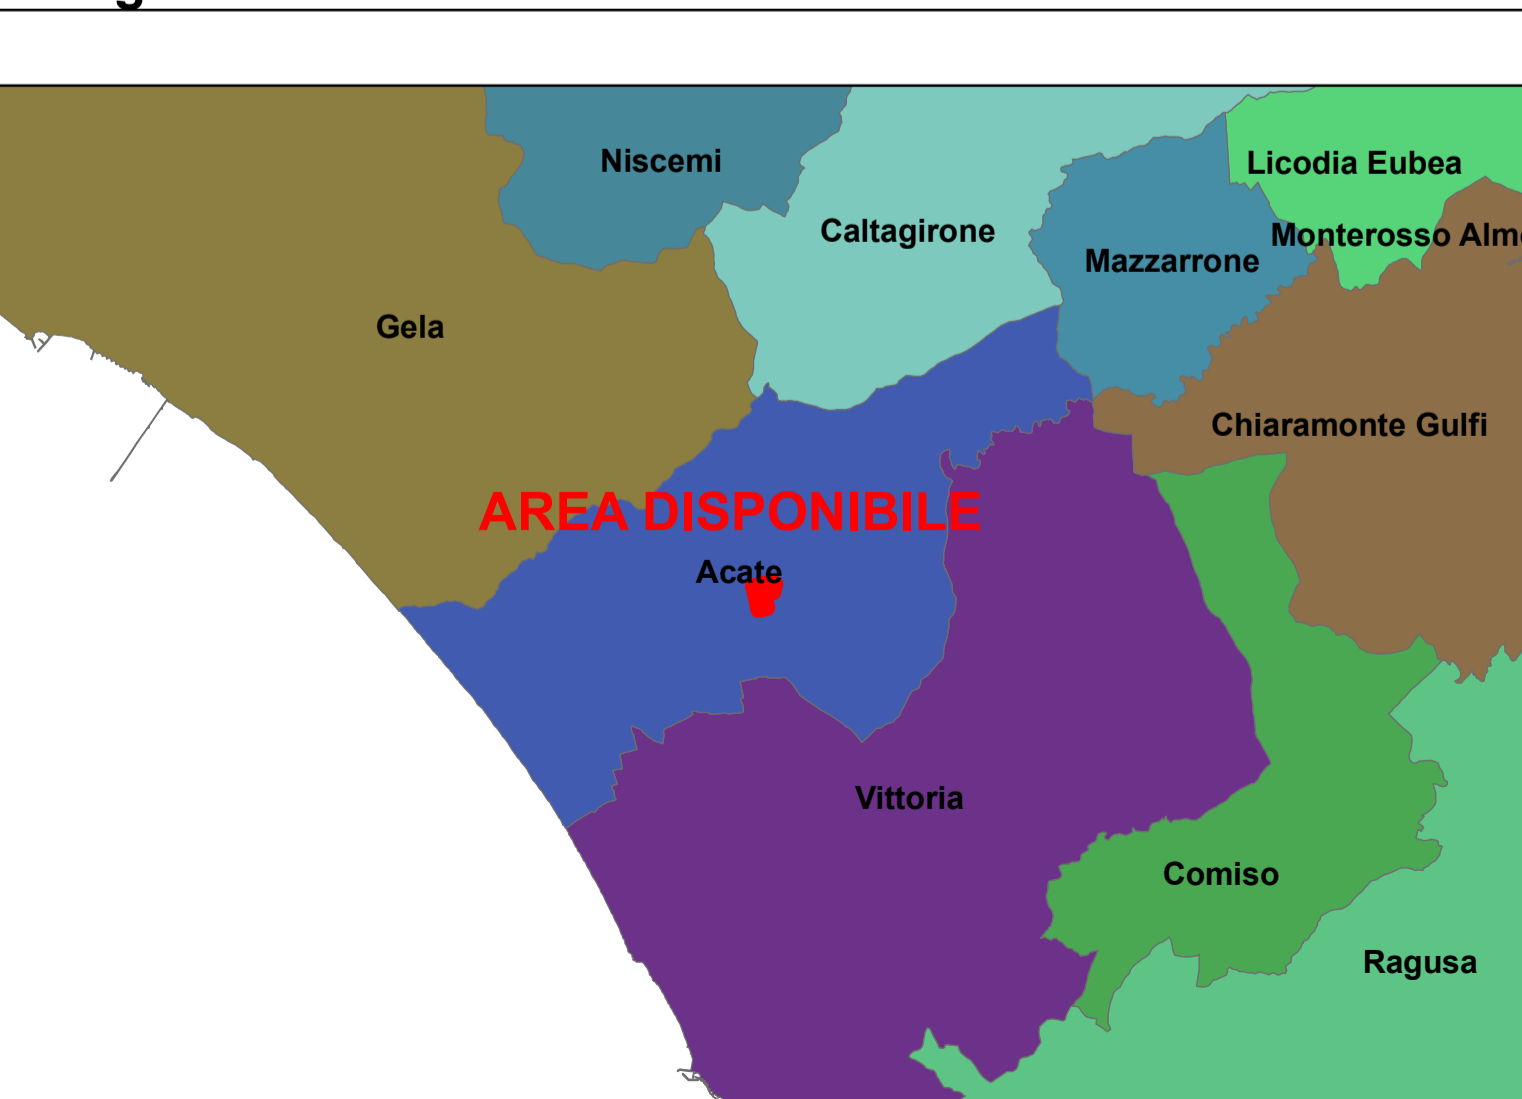 Niscemi
Licodia Eubea
Caltagirone
Monterosso Alm
Mazzarrone
Gela
Chiaramonte Gulfi
AREA DISPONIBILE
Acate
Vittoria
Comiso
Ragusa